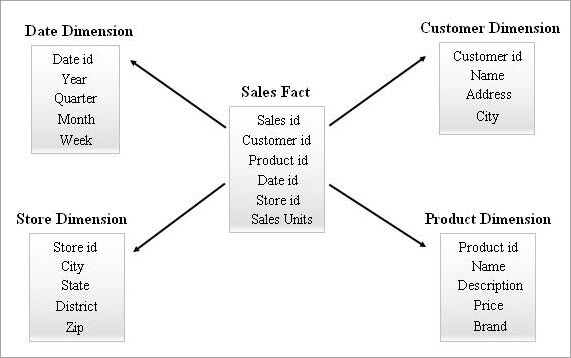 Date Dimension
Date id
Year
Quarter
Month
Week
Customer Dimension
Customer id
Name
Address
City
Sales Fact
Sales id
Customer id
Product id
Date id
Store id
Sales Units
Store Dimension
Store id
City
State
District
Zip
Product Dimension
Product id
Name
Description
Price
Brand